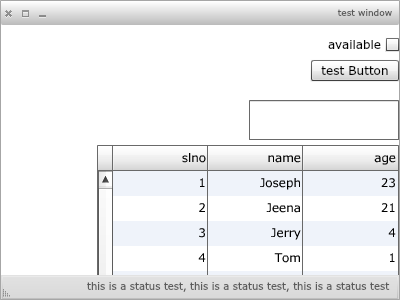 test window
available
test Button
slno name age
1 Joseph 23
2 Jeena 21
3 Jerry 4
4 Tom 1
this is a status test, this is a status test, this is a status test